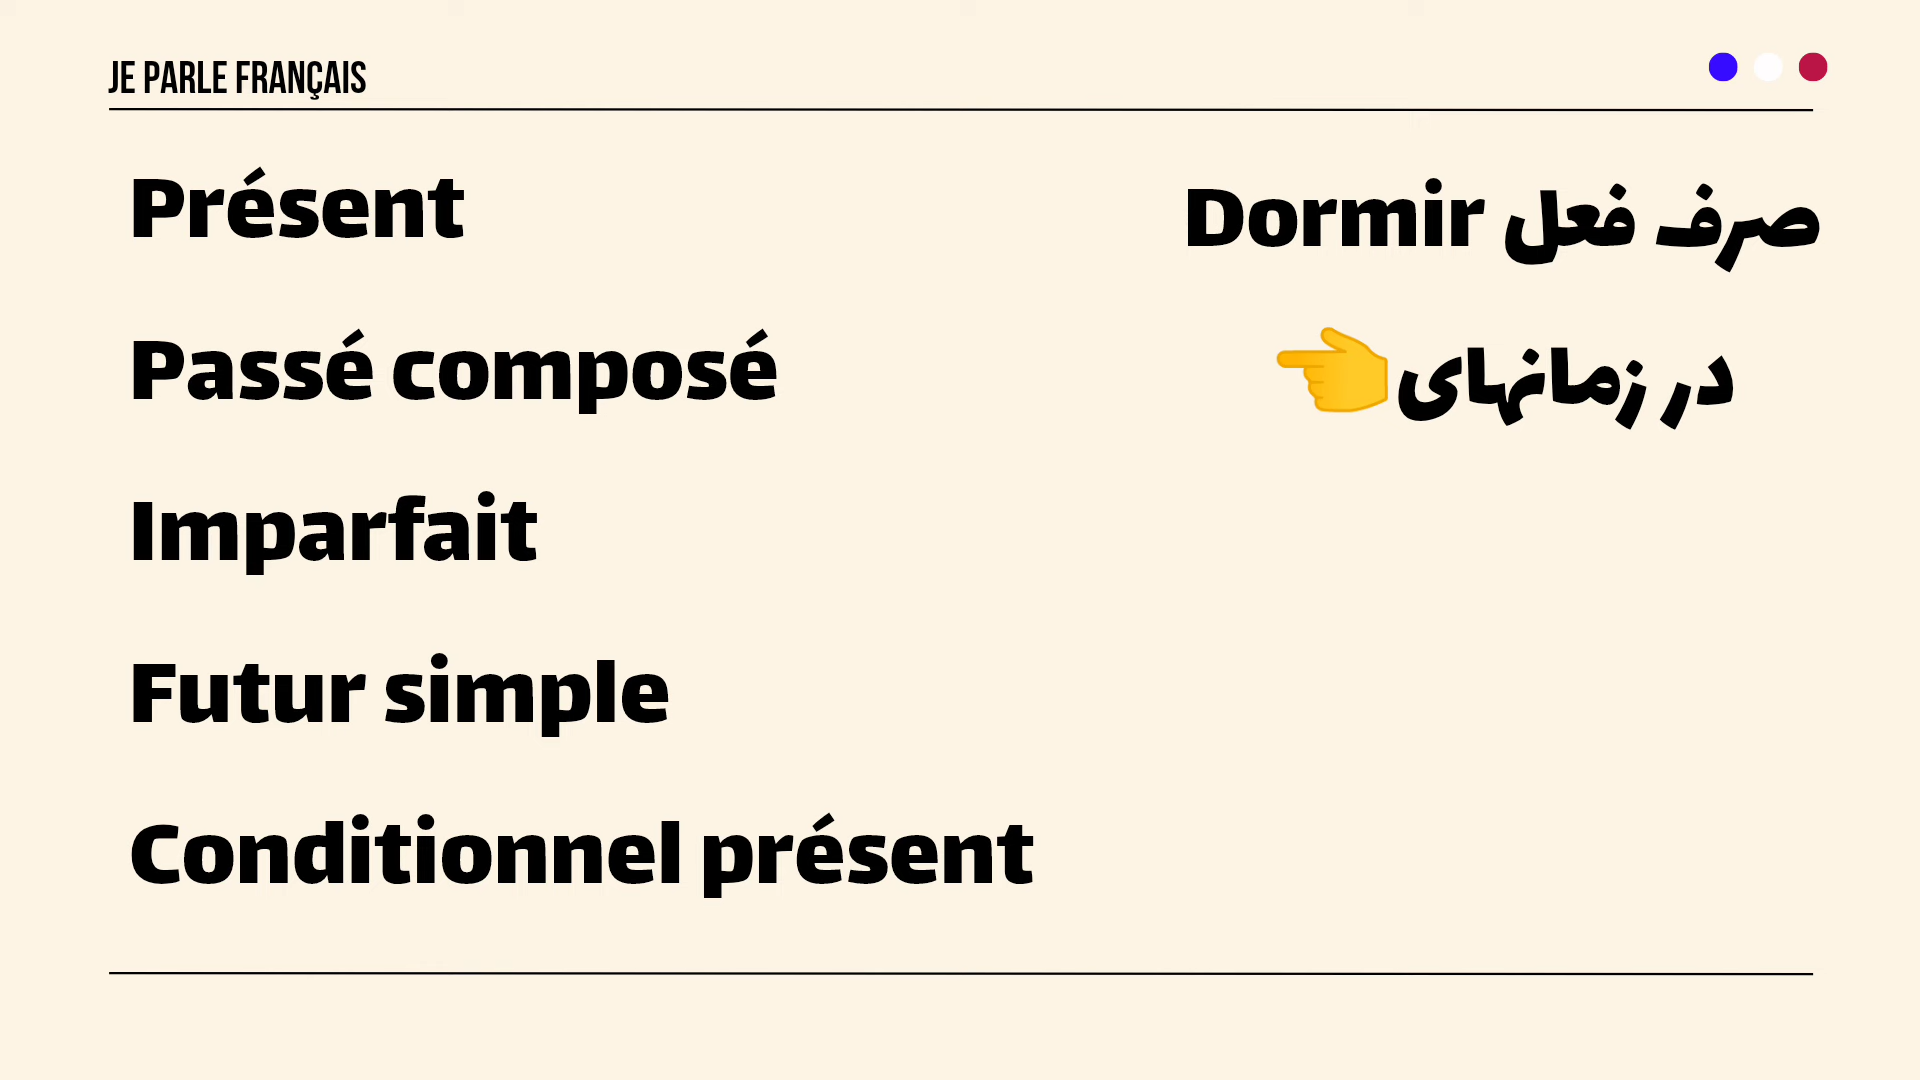 JE PARLE FRANÇAIS
صرف فعل Dormir
در زمانهای👈
Présent
Passé composé
Imparfait
Futur simple
Conditionnel présent